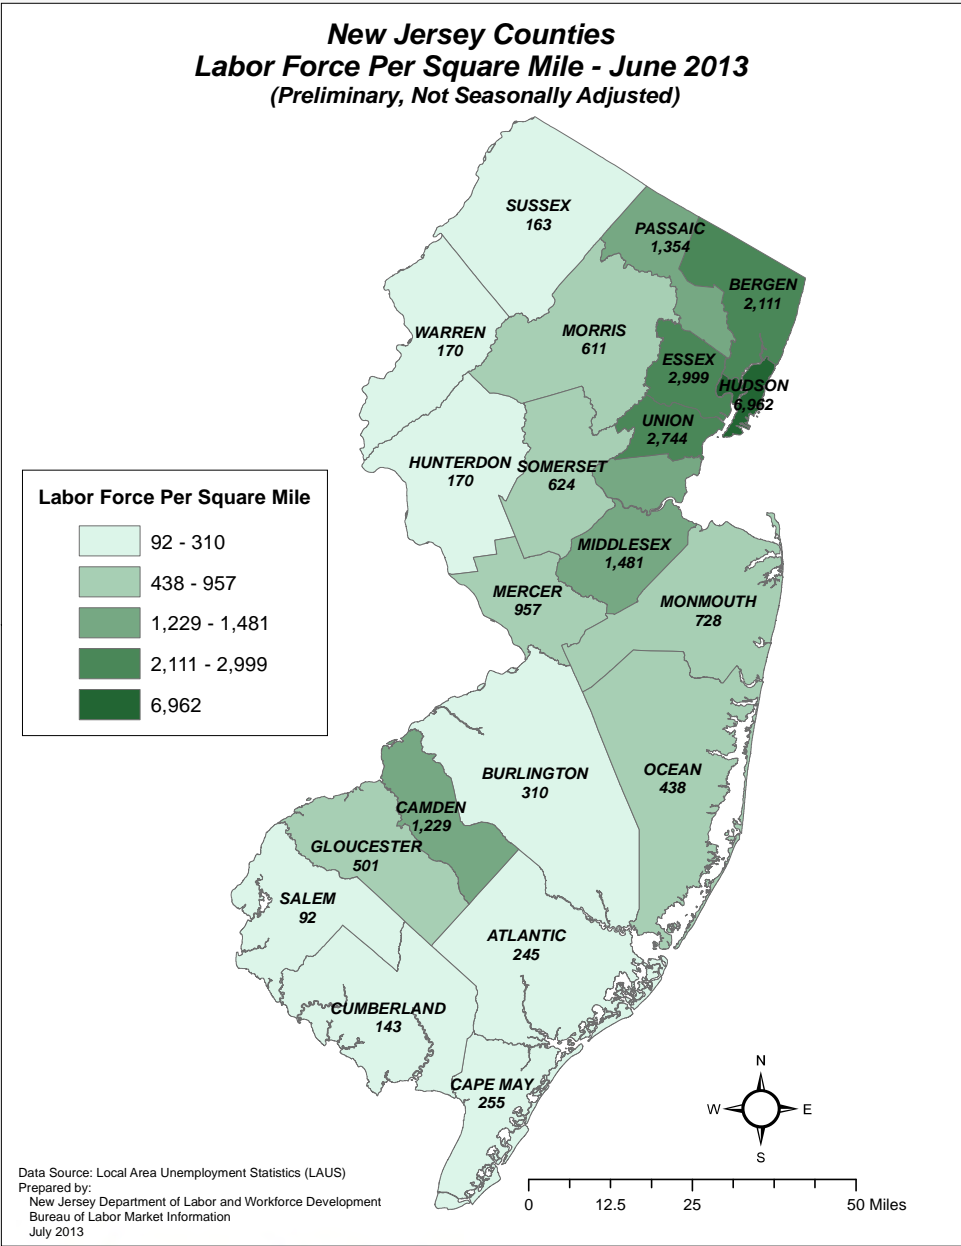 New Jersey Counties
Labor Force Per Square Mile - June 2013
(Preliminary, Not Seasonally Adjusted)
SUSSEX
163
PASSAIC
1,354
BERGEN
2,111
WARREN
170
MORRIS
611
ESSEX
2,999
HUDSON
6,962
UNION
2,744
HUNTERDON
170
SOMERSET
624
MIDDLESEX
1,481
MERCER
957
MONMOUTH
728
Labor Force Per Square Mile
92 - 310
438 - 957
1,229 - 1,481
2,111 - 2,999
6,962
BURLINGTON
310
OCEAN
438
CAMDEN
1,229
GLOUCESTER
501
SALEM
92
ATLANTIC
245
CUMBERLAND
143
CAPE MAY
255
N
W
E
S
Data Source: Local Area Unemployment Statistics (LAUS)
Prepared by:
New Jersey Department of Labor and Workforce Development
Bureau of Labor Market Information
July 2013
0 12.5 25 50 Miles